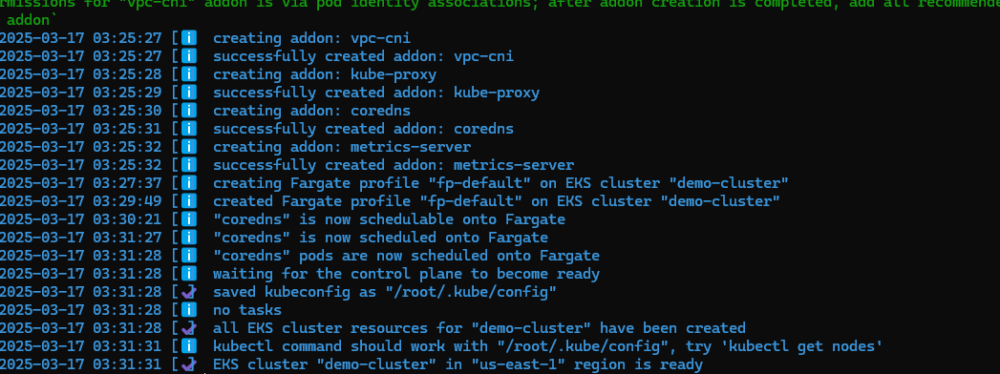 rmissions for "vpc-cni" addon is via pod identity associations; after addon creation is completed, add all recommende
addon`
2025-03-17 03:25:27 [ℹ] creating addon: vpc-cni
2025-03-17 03:25:27 [ℹ] successfully created addon: vpc-cni
2025-03-17 03:25:28 [ℹ] creating addon: kube-proxy
2025-03-17 03:25:29 [ℹ] successfully created addon: kube-proxy
2025-03-17 03:25:30 [ℹ] creating addon: coredns
2025-03-17 03:25:31 [ℹ] successfully created addon: coredns
2025-03-17 03:25:32 [ℹ] creating addon: metrics-server
2025-03-17 03:25:32 [ℹ] successfully created addon: metrics-server
2025-03-17 03:27:37 [ℹ] creating Fargate profile "fp-default" on EKS cluster "demo-cluster"
2025-03-17 03:29:49 [ℹ] created Fargate profile "fp-default" on EKS cluster "demo-cluster"
2025-03-17 03:30:21 [ℹ] "coredns" is now schedulable onto Fargate
2025-03-17 03:31:27 [ℹ] "coredns" is now scheduled onto Fargate
2025-03-17 03:31:28 [ℹ] "coredns" pods are now scheduled onto Fargate
2025-03-17 03:31:28 [ℹ] waiting for the control plane to become ready
2025-03-17 03:31:28 [✔] saved kubeconfig as "/root/.kube/config"
2025-03-17 03:31:28 [ℹ] no tasks
2025-03-17 03:31:28 [✔] all EKS cluster resources for "demo-cluster" have been created
2025-03-17 03:31:31 [ℹ] kubectl command should work with "/root/.kube/config", try 'kubectl get nodes'
2025-03-17 03:31:31 [✔] EKS cluster "demo-cluster" in "us-east-1" region is ready